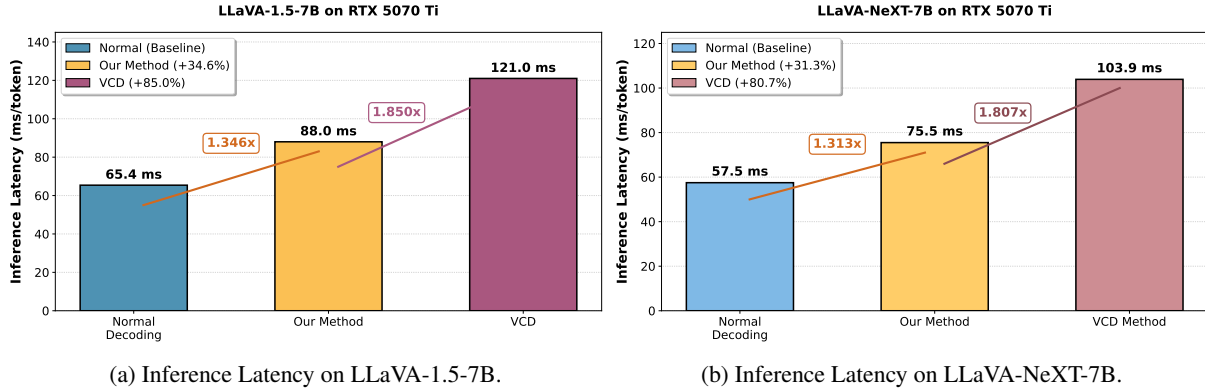 LLaVA-1.5-7B on RTX 5070 Ti
Inference Latency (ms/token)
140
120
100
80
60
40
20
0
Normal (Baseline)
Our Method (+34.6%)
VCD (+85.0%)
65.4 ms
1.346x
88.0 ms
1.850x
121.0 ms
Normal
Decoding
Our Method
VCD
(a) Inference Latency on LLaVA-1.5-7B.
LLaVA-NeXT-7B on RTX 5070 Ti
Inference Latency (ms/token)
120
100
80
60
40
20
0
Normal (Baseline)
Our Method (+31.3%)
VCD (+80.7%)
57.5 ms
1.313x
75.5 ms
1.807x
103.9 ms
Normal
Decoding
Our Method
VCD Method
(b) Inference Latency on LLaVA-NeXT-7B.